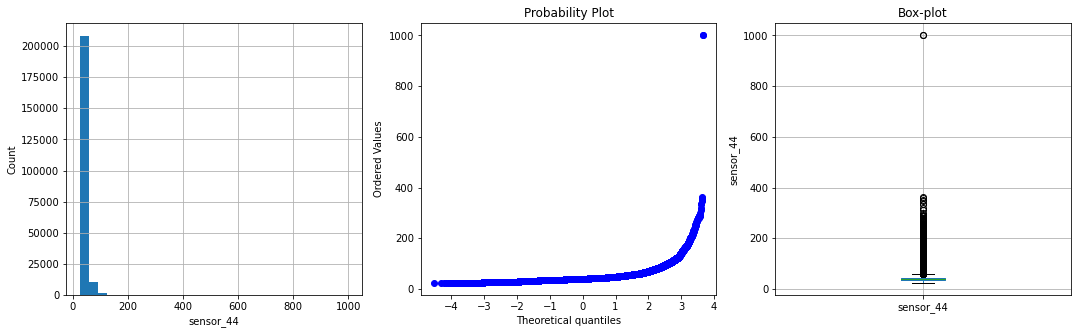 Probability Plot
Box-plot
200000
175000
150000
125000
100000
75000
50000
25000
0
Count
0 200 400 600 800 1000
sensor_44
1000
800
600
400
200
0
Ordered Values
−4 −3 −2 −1 0 1 2 3 4
Theoretical quantiles
1000
800
600
400
200
0
sensor_44
sensor_44